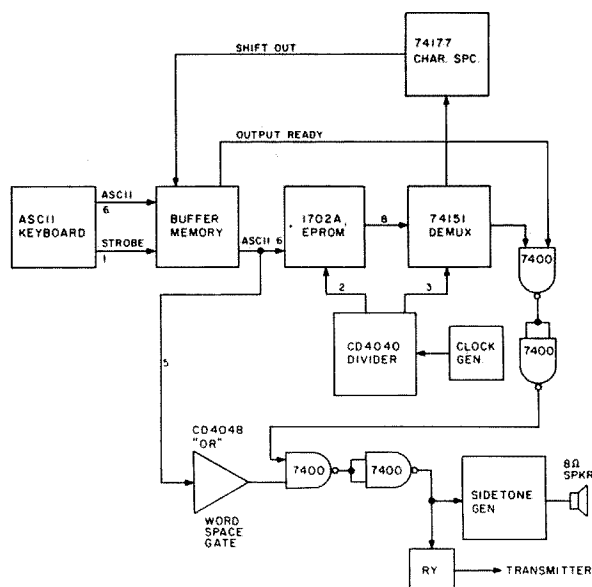 74177
CHAR. SPC.
SHIFT OUT
OUTPUT READY
ASCII
KEYBOARD
ASCII
6
STROBE
1
BUFFER
MEMORY
ASCII 6
1702A,
EPROM
8
74151
DEMUX
7400
2
3
CD4040
DIVIDER
CLOCK
GEN.
7400
5
CD4048
"OR"
WORD
SPACE
GATE
7400
7400
SIDETONE
GEN
8Ω
SPKR
RY
TRANSMITTER